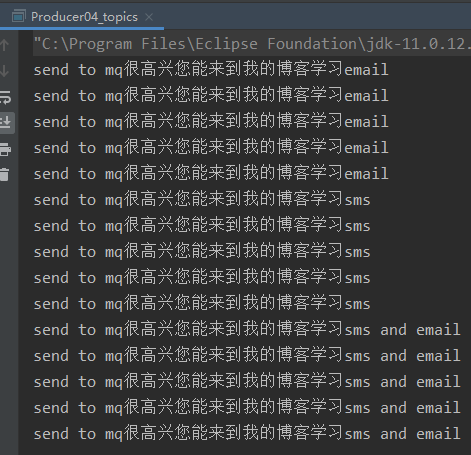 Producer04_topics
"C:\Program Files\Eclipse Foundation\jdk-11.0.12.
send to mq很高兴您能来到我的博客学习email
send to mq很高兴您能来到我的博客学习email
send to mq很高兴您能来到我的博客学习email
send to mq很高兴您能来到我的博客学习email
send to mq很高兴您能来到我的博客学习email
send to mq很高兴您能来到我的博客学习sms
send to mq很高兴您能来到我的博客学习sms
send to mq很高兴您能来到我的博客学习sms
send to mq很高兴您能来到我的博客学习sms
send to mq很高兴您能来到我的博客学习sms
send to mq很高兴您能来到我的博客学习sms and email
send to mq很高兴您能来到我的博客学习sms and email
send to mq很高兴您能来到我的博客学习sms and email
send to mq很高兴您能来到我的博客学习sms and email
send to mq很高兴您能来到我的博客学习sms and email